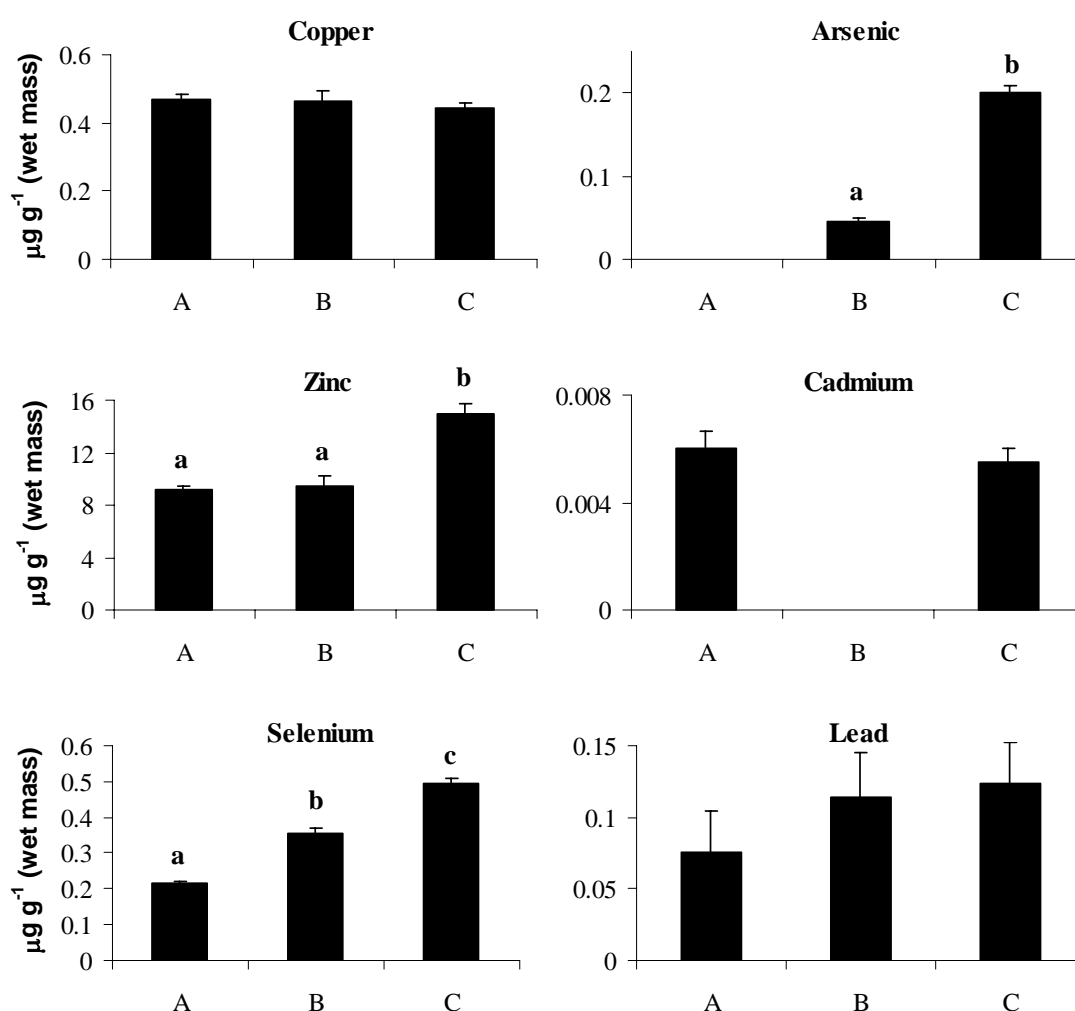 Copper
µg g-1 (wet mass)
0.6
0.4
0.2
0
A B C
Arsenic
0.2
0.1
0
a
b
A B C
Zinc
µg g-1 (wet mass)
16
12
8
4
0
a
a
b
A B C
Cadmium
0.008
0.004
0
A B C
Selenium
µg g-1 (wet mass)
0.6
0.5
0.4
0.3
0.2
0.1
0
a
b
c
A B C
Lead
0.15
0.1
0.05
0
A B C